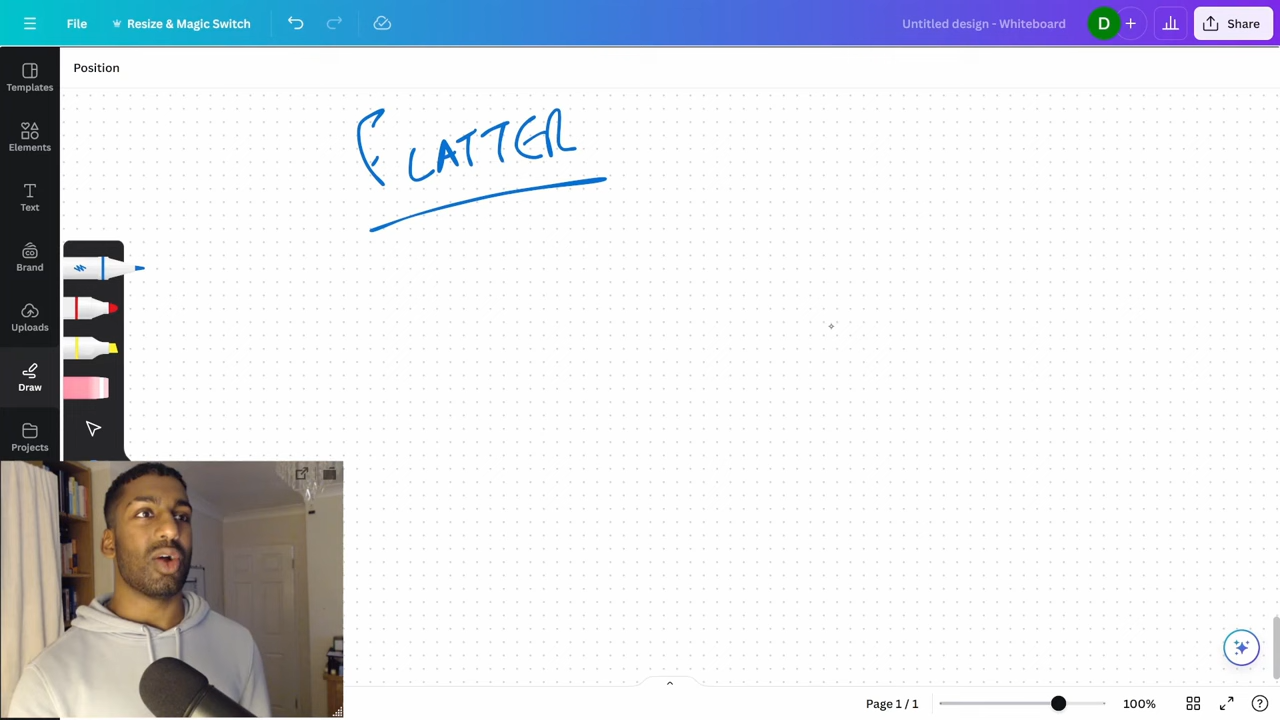 File
Resize & Magic Switch
Untitled design - Whiteboard
D
+
Share
Templates
Elements
Text
Brand
Uploads
Draw
Projects
Position
FLATTER
Page 1 / 1
100%